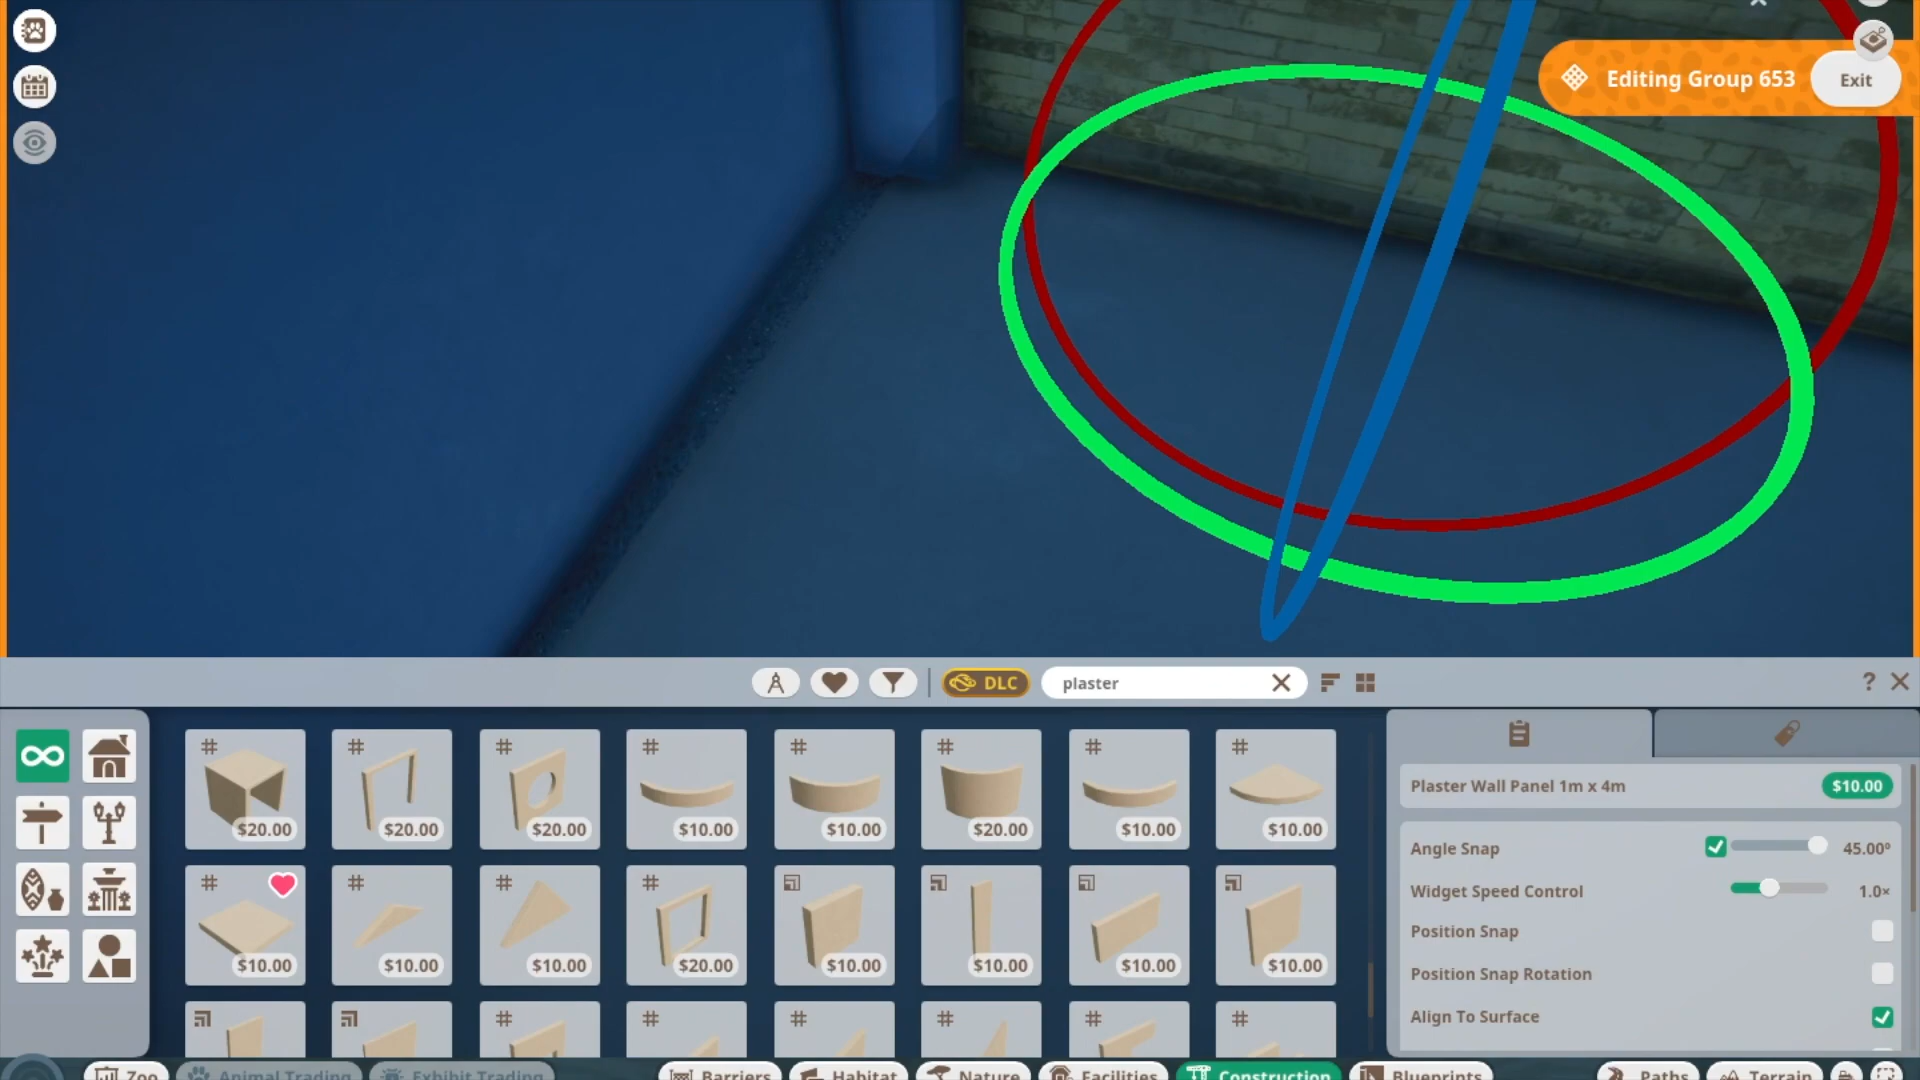 Editing Group 653
Exit
DLC
plaster
?
$20.00
$20.00
$20.00
$10.00
$10.00
$20.00
$10.00
$10.00
$10.00
$10.00
$10.00
$20.00
$10.00
$10.00
$10.00
$10.00
Plaster Wall Panel 1m x 4m
$10.00
Angle Snap
45.00°
Widget Speed Control
1.0×
Position Snap
Position Snap Rotation
Align To Surface
Zoo
Animal Trading
Exhibit Trading
Barriers
Habitat
Nature
Facilities
Construction
Blueprints
Paths
Terrain